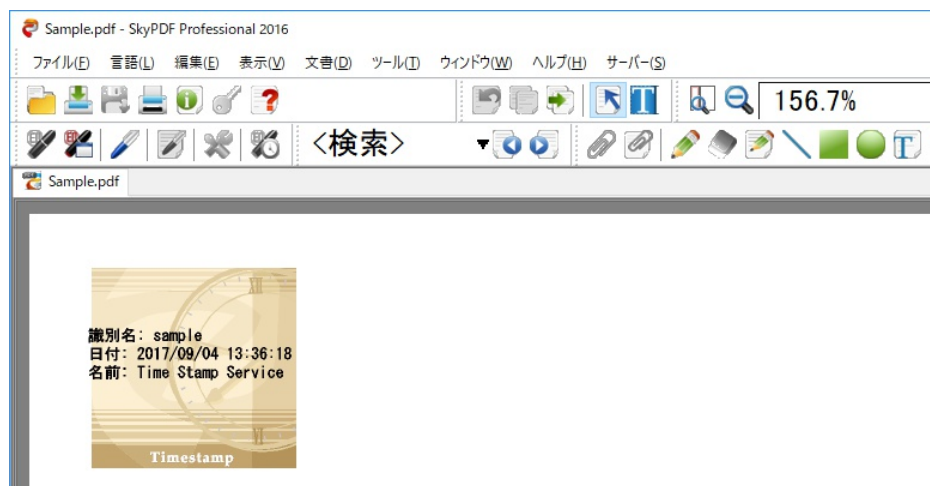 Sample.pdf - SkyPDF Professional 2016
ファイル(F) 言語(L) 編集(E) 表示(V) 文書(D) ツール(T) ウィンドウ(W) ヘルプ(H) サーバー(S)
156.7%
<検索>
Sample.pdf
XII
識別名: sample
日付: 2017/09/04 13:36:18
名前: Time Stamp Service
VI
Timestamp